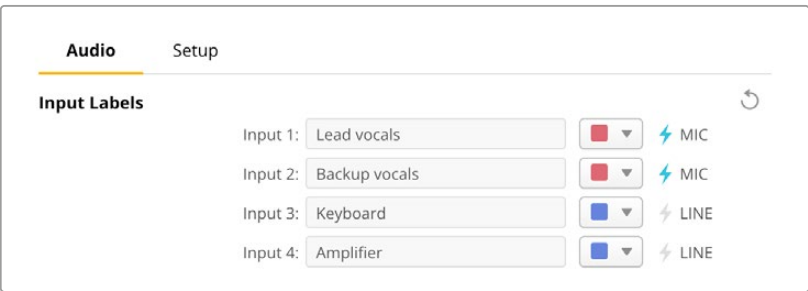 Audio Setup
Input Labels
Input 1: Lead vocals MIC
Input 2: Backup vocals MIC
Input 3: Keyboard LINE
Input 4: Amplifier LINE